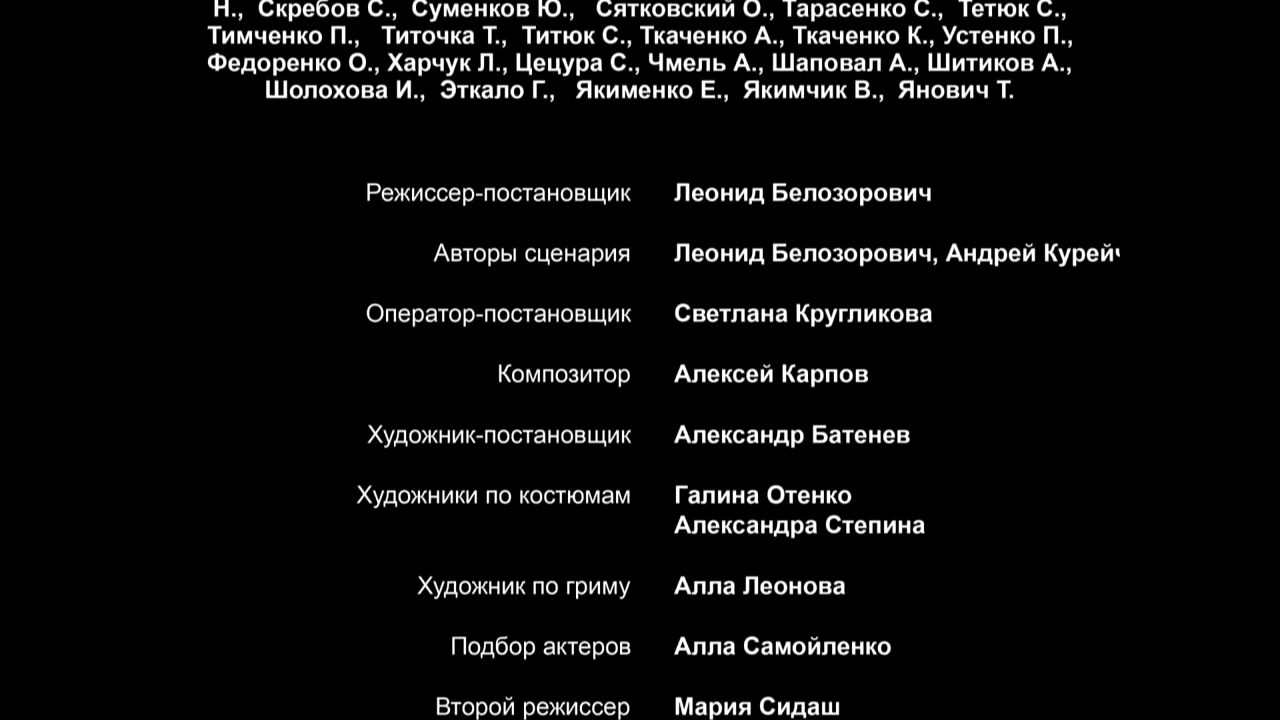 Н., Скребов С., Суменков Ю., Сятковский О., Тарасенко С., Тетюк С.,
Тимченко П., Титочка Т., Титюк С., Ткаченко А., Ткаченко К., Устенко П.,
Федоренко О., Харчук Л., Цецура С., Чмель А., Шаповал А., Шитиков А.,
Шолохова И., Эткало Г., Якименко Е., Якимчик В., Янович Т.
Режиссер-постановщик Леонид Белозорович
Авторы сценария Леонид Белозорович, Андрей
Оператор-постановщик Светлана Кругликова
Композитор Алексей Карпов
Художник-постановщик Александр Батенев
Художники по костюмам Галина Отенко
Александра Степина
Художник по гриму Алла Леонова
Подбор актеров Алла Самойленко
Второй режиссер Мария Сидаш